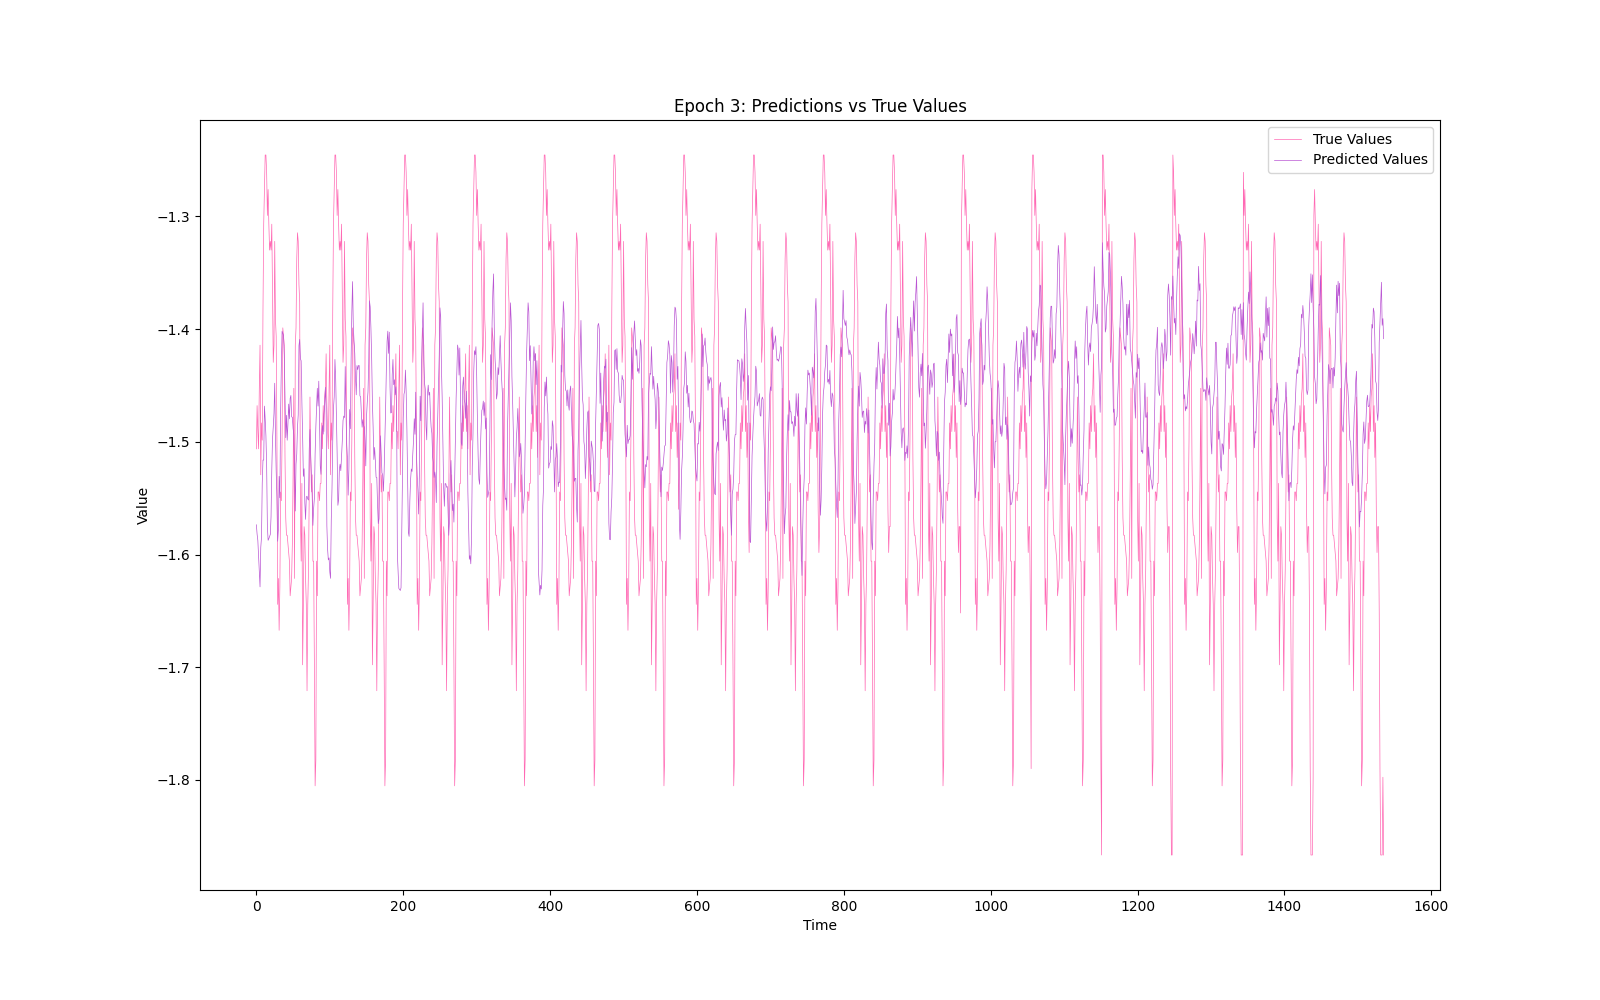 Epoch 3: Predictions vs True Values
True Values
Predicted Values
−1.3
−1.4
−1.5
−1.6
−1.7
−1.8
Value
0 200 400 600 800 1000 1200 1400 1600
Time